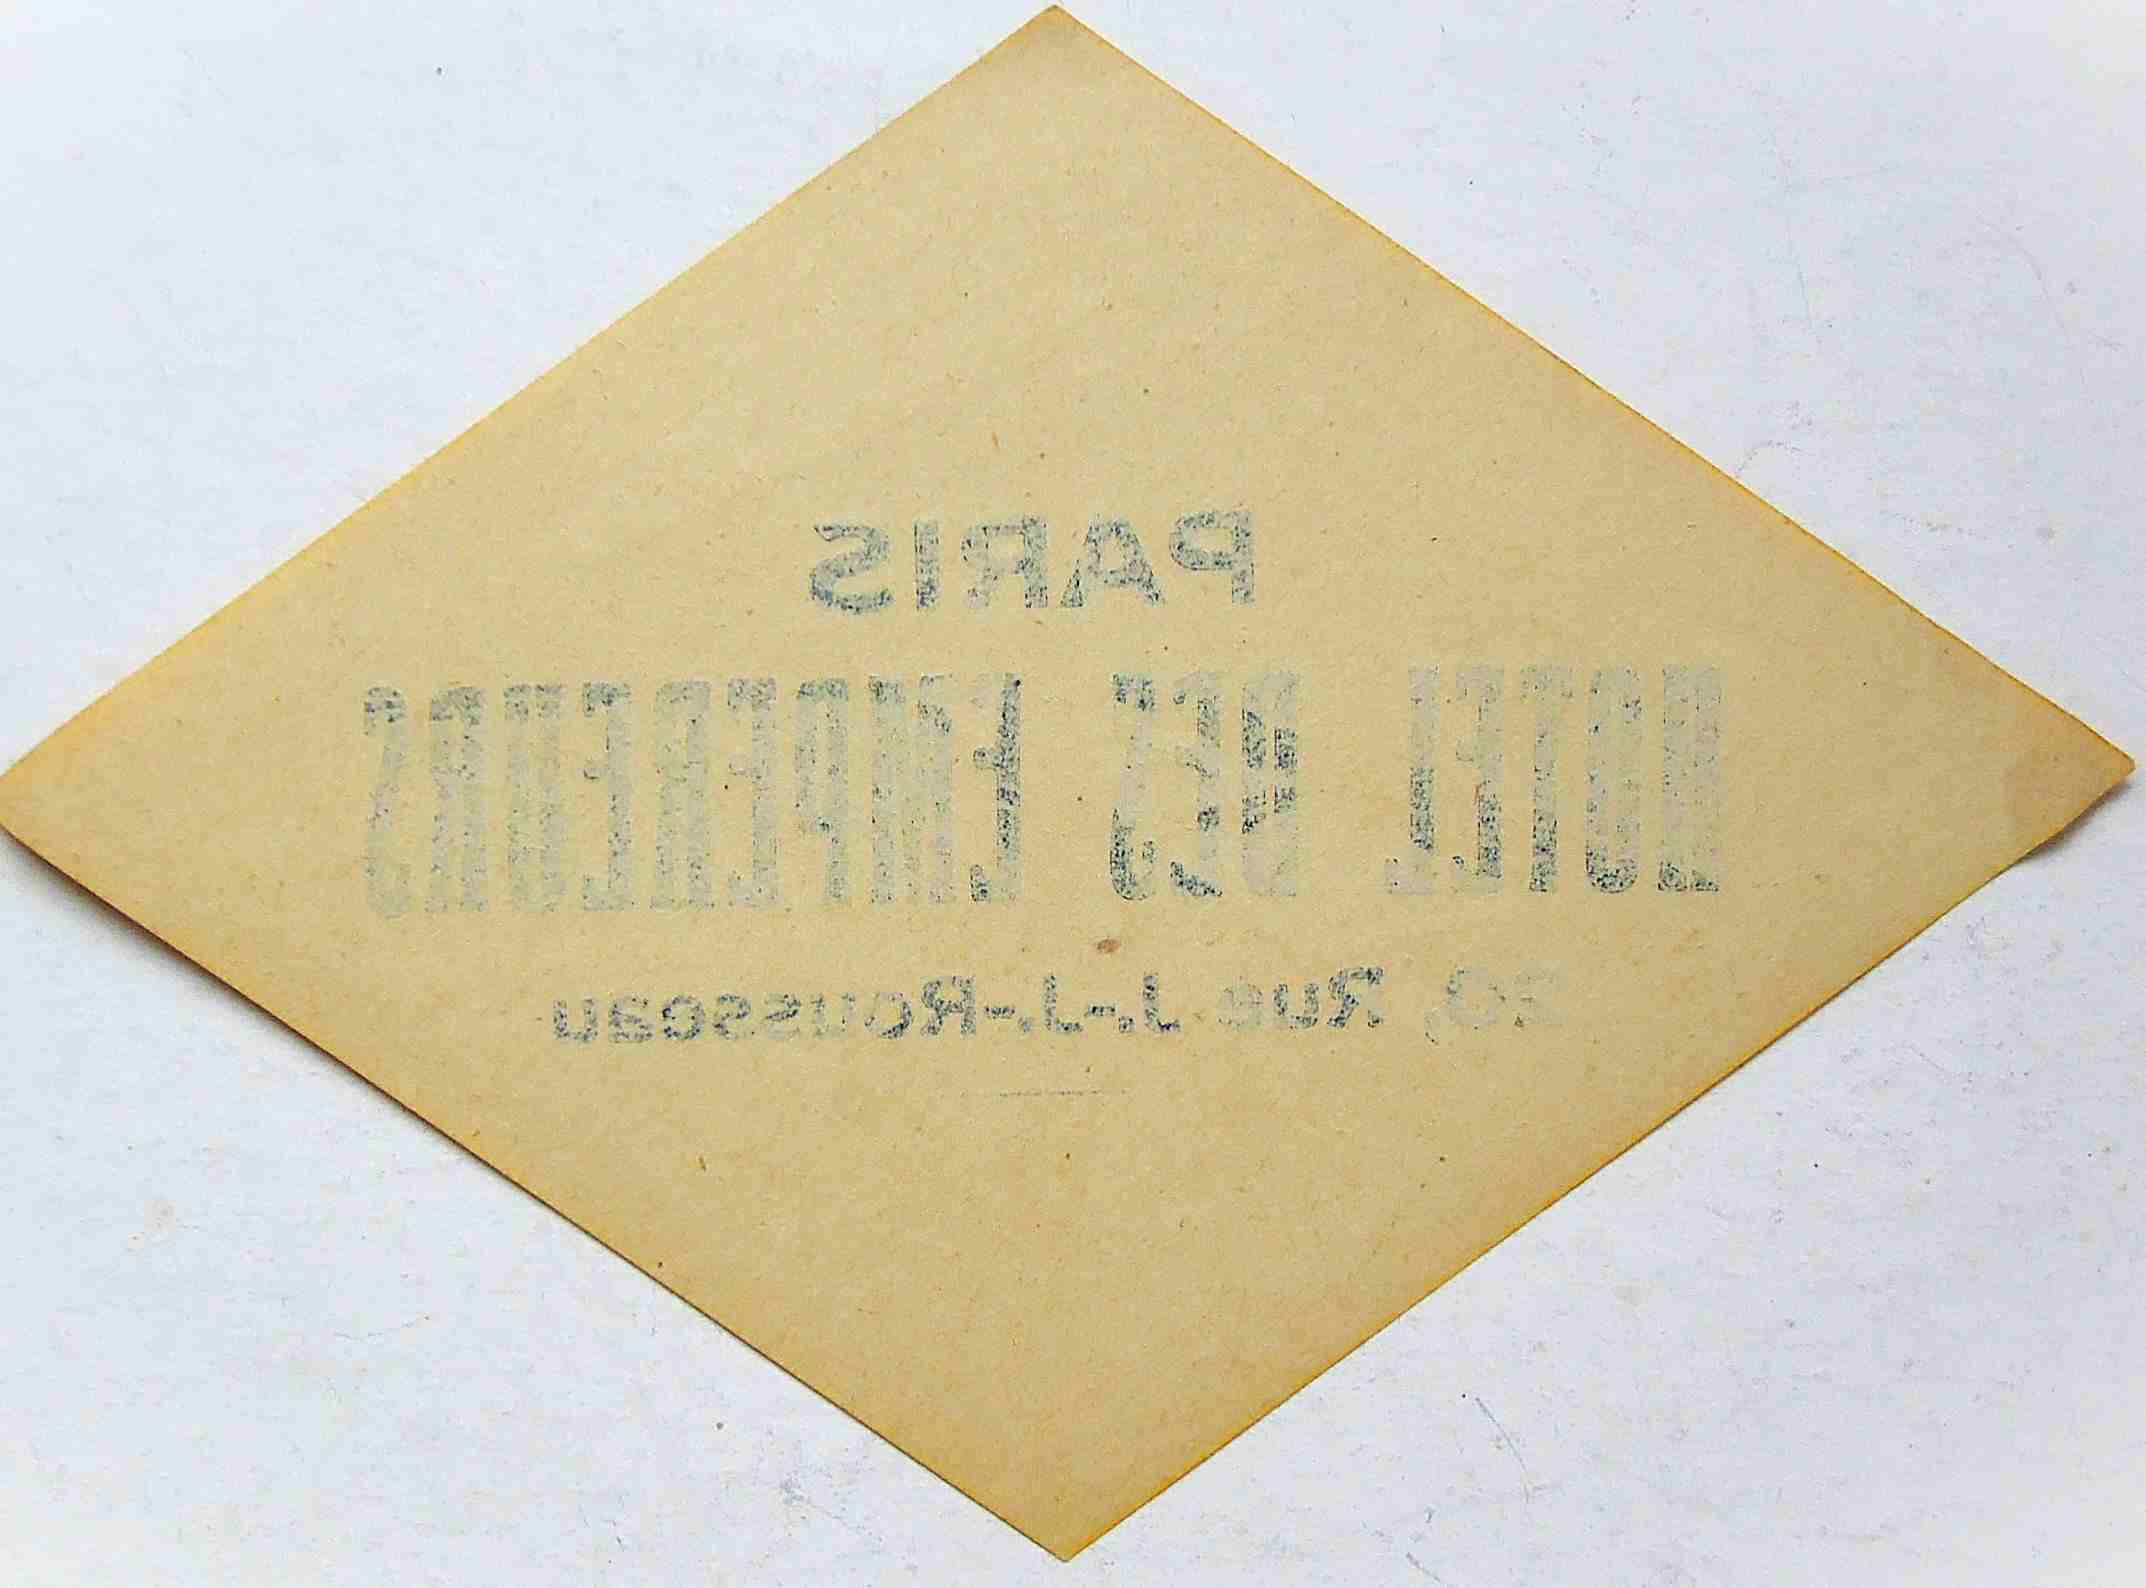 PARIS
HOTEL DES EMPEREURS
20, Rue J.-J.-Rousseau